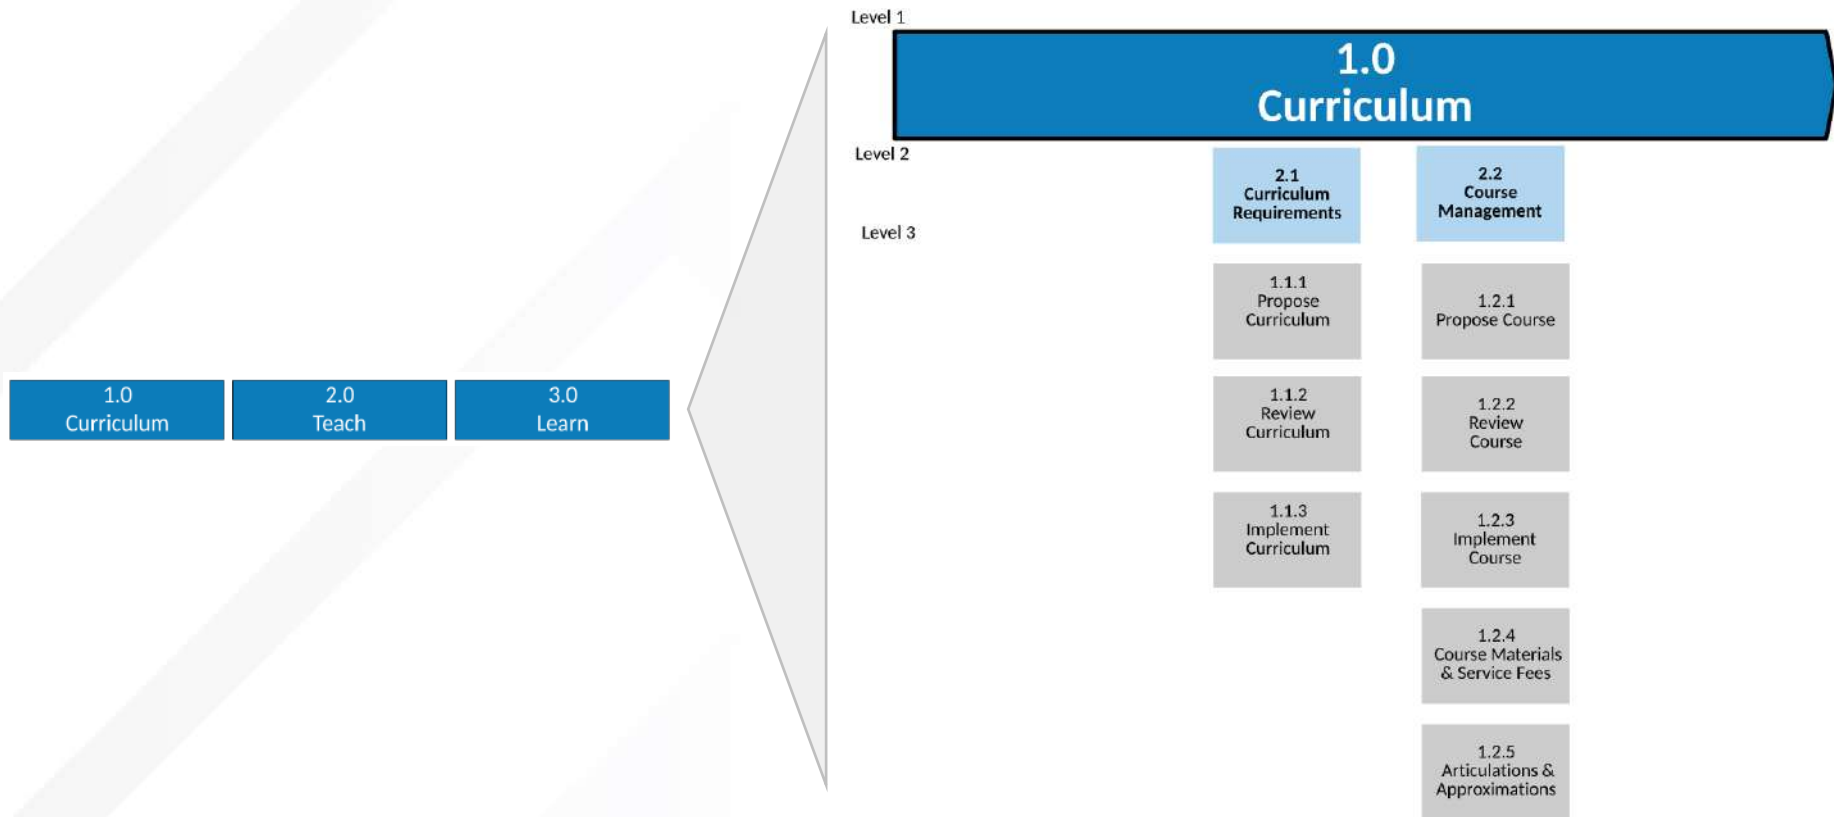 1.0
Curriculum
2.0
Teach
3.0
Learn
Level 1
1.0
Curriculum
Level 2
2.1
Curriculum
Requirements
2.2
Course
Management
Level 3
1.1.1
Propose
Curriculum
1.2.1
Propose Course
1.1.2
Review
Curriculum
1.2.2
Review
Course
1.1.3
Implement
Curriculum
1.2.3
Implement
Course
1.2.4
Course Materials
& Service Fees
1.2.5
Articulations &
Approximations